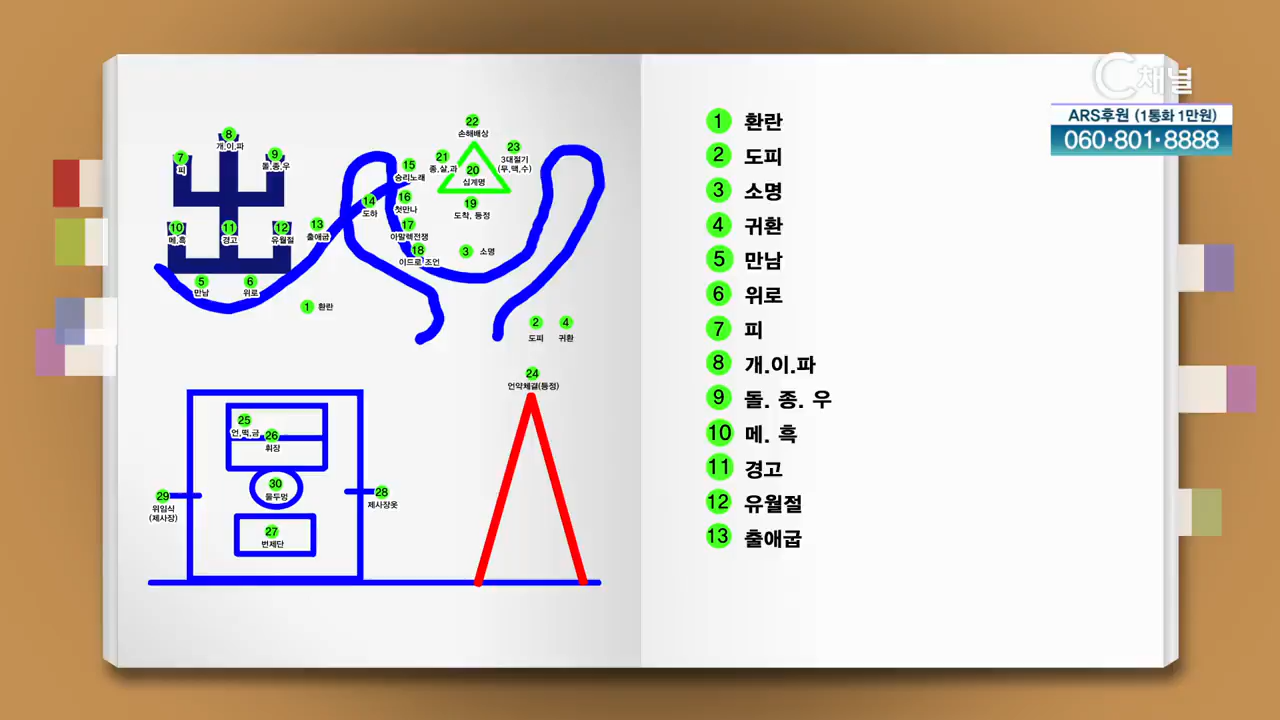 C채널
ARS후원 (1통화 1만원)
060·801·8888
22
손해배상
8
개,이,파
7
피
9
돌,종,우
21
종,살,과
23
3대절기
(무,맥,수)
20
십계명
15
승리노래
14
도하
16
첫만나
19
도착, 등정
10
메,흑
11
경고
12
유월절
13
출애굽
17
아말렉전쟁
18
이드로 조언
3 소명
5
만남
6
위로
1 환란
2
도피
4
귀환
24
언약체결(등정)
25
언,떡,금
26
휘장
30
물두멍
29
위임식
(제사장)
28
제사장옷
27
번제단
1 환란
2 도피
3 소명
4 귀환
5 만남
6 위로
7 피
8 개.이.파
9 돌. 종. 우
10 메. 흑
11 경고
12 유월절
13 출애굽